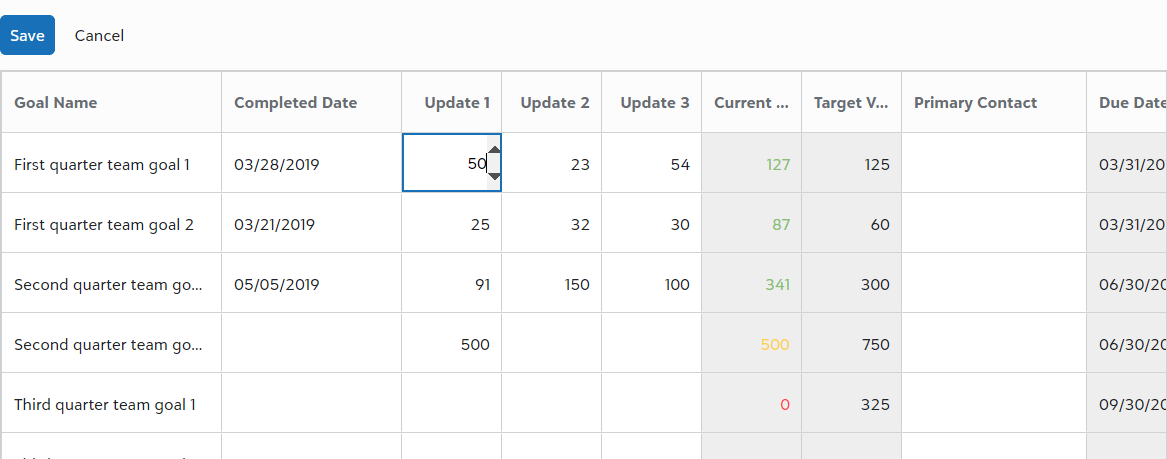 Save Cancel
Goal Name Completed Date Update 1 Update 2 Update 3 Current ... Target V... Primary Contact Due Date
First quarter team goal 1 03/28/2019 50 23 54 127 125 03/31/20
First quarter team goal 2 03/21/2019 25 32 30 87 60 03/31/20
Second quarter team go... 05/05/2019 91 150 100 341 300 06/30/20
Second quarter team go... 500 500 750 06/30/20
Third quarter team goal 1 0 325 09/30/20